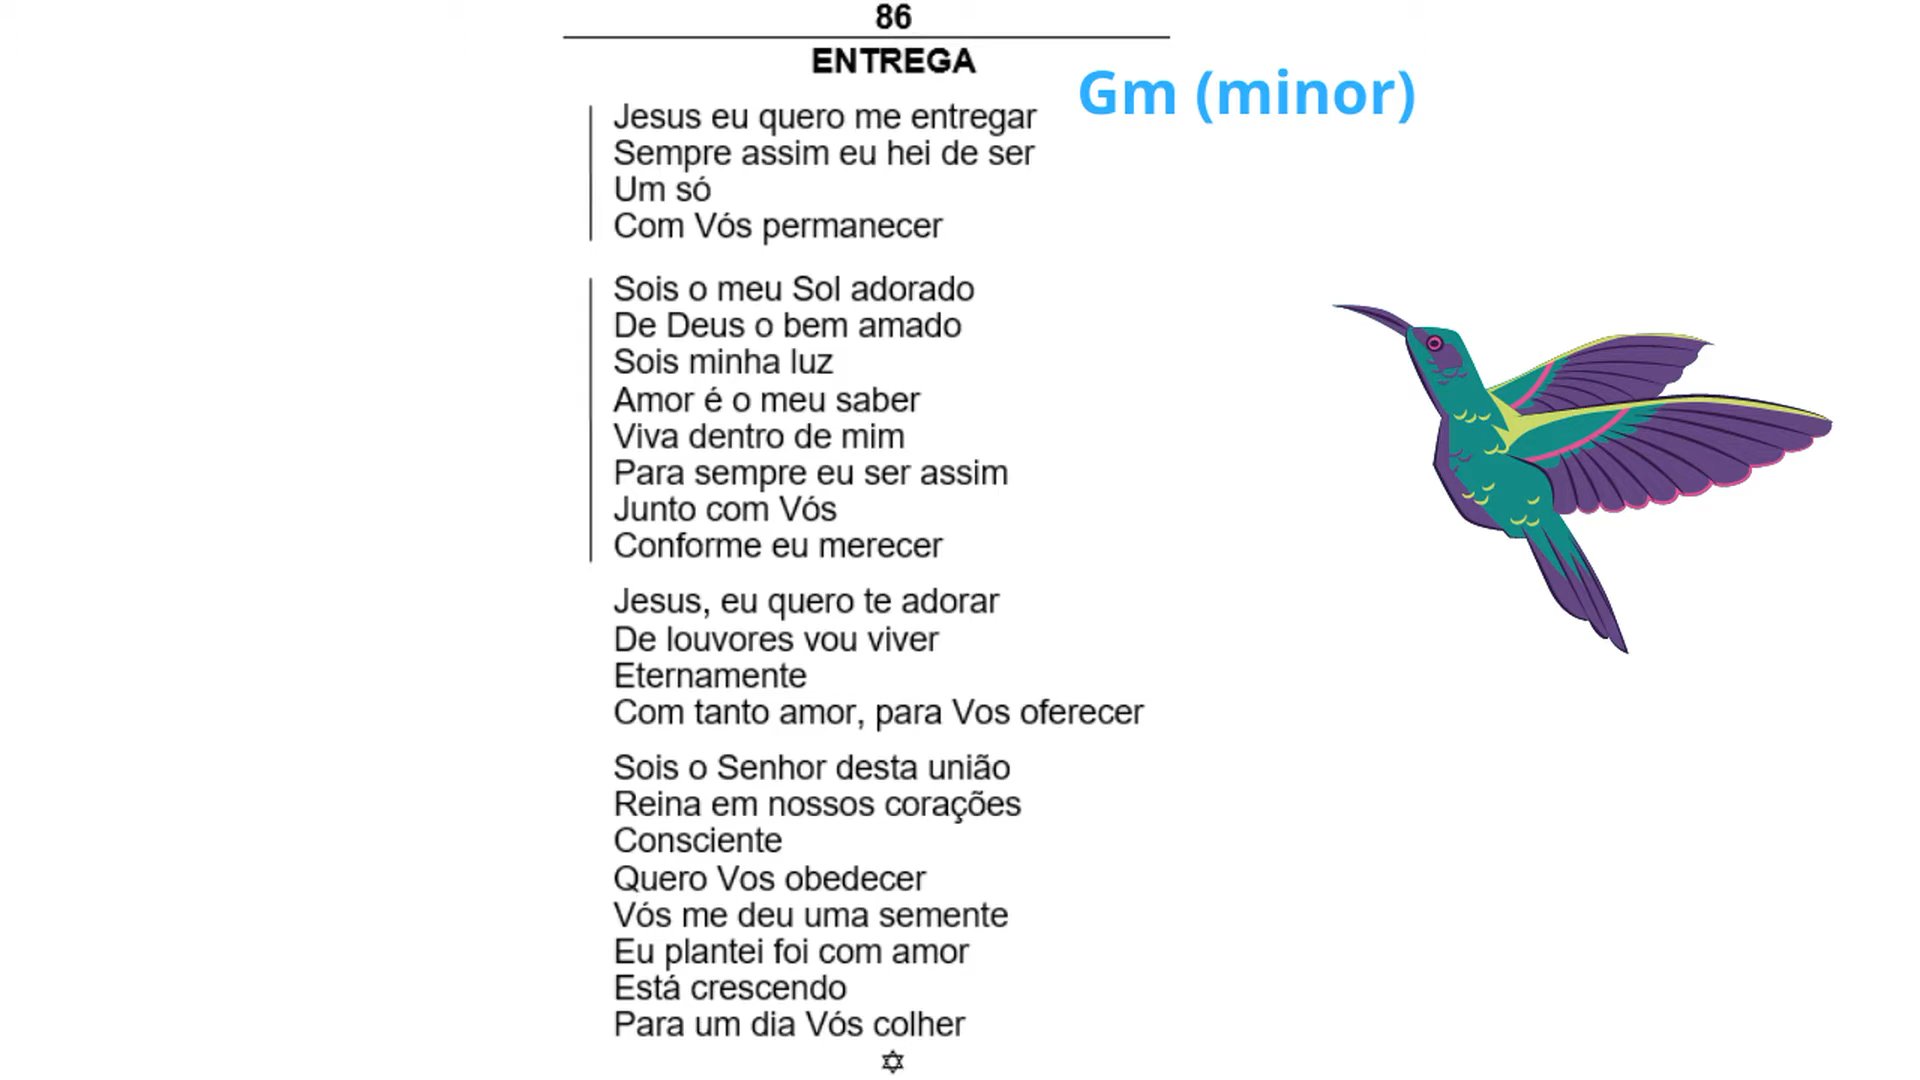 86
ENTREGA
Gm (minor)
Jesus eu quero me entregar
Sempre assim eu hei de ser
Um só
Com Vós permanecer
Sois o meu Sol adorado
De Deus o bem amado
Sois minha luz
Amor é o meu saber
Viva dentro de mim
Para sempre eu ser assim
Junto com Vós
Conforme eu merecer
Jesus, eu quero te adorar
De louvores vou viver
Eternamente
Com tanto amor, para Vos oferecer
Sois o Senhor desta união
Reina em nossos corações
Consciente
Quero Vos obedecer
Vós me deu uma semente
Eu plantei foi com amor
Está crescendo
Para um dia Vós colher